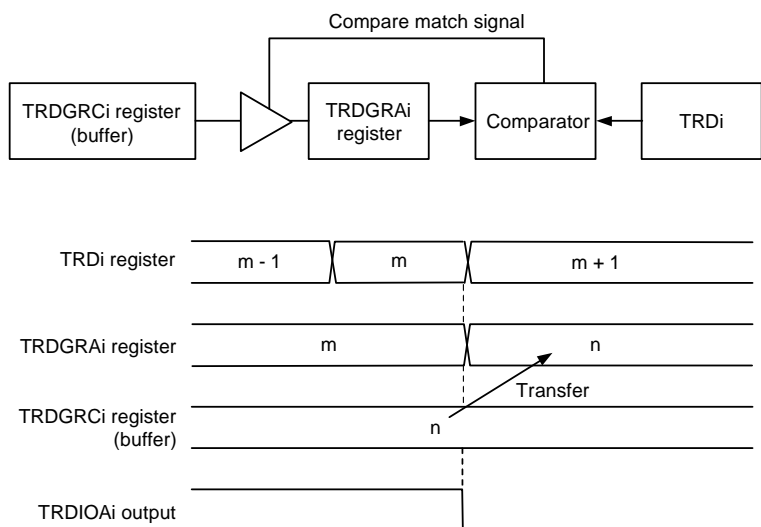 Compare match signal
TRDGRCi register
(buffer)
TRDGRAi
register
Comparator
TRDi
TRDi register
m - 1
m
m + 1
TRDGRAi register
m
n
Transfer
TRDGRCi register
(buffer)
n
TRDIOAi output